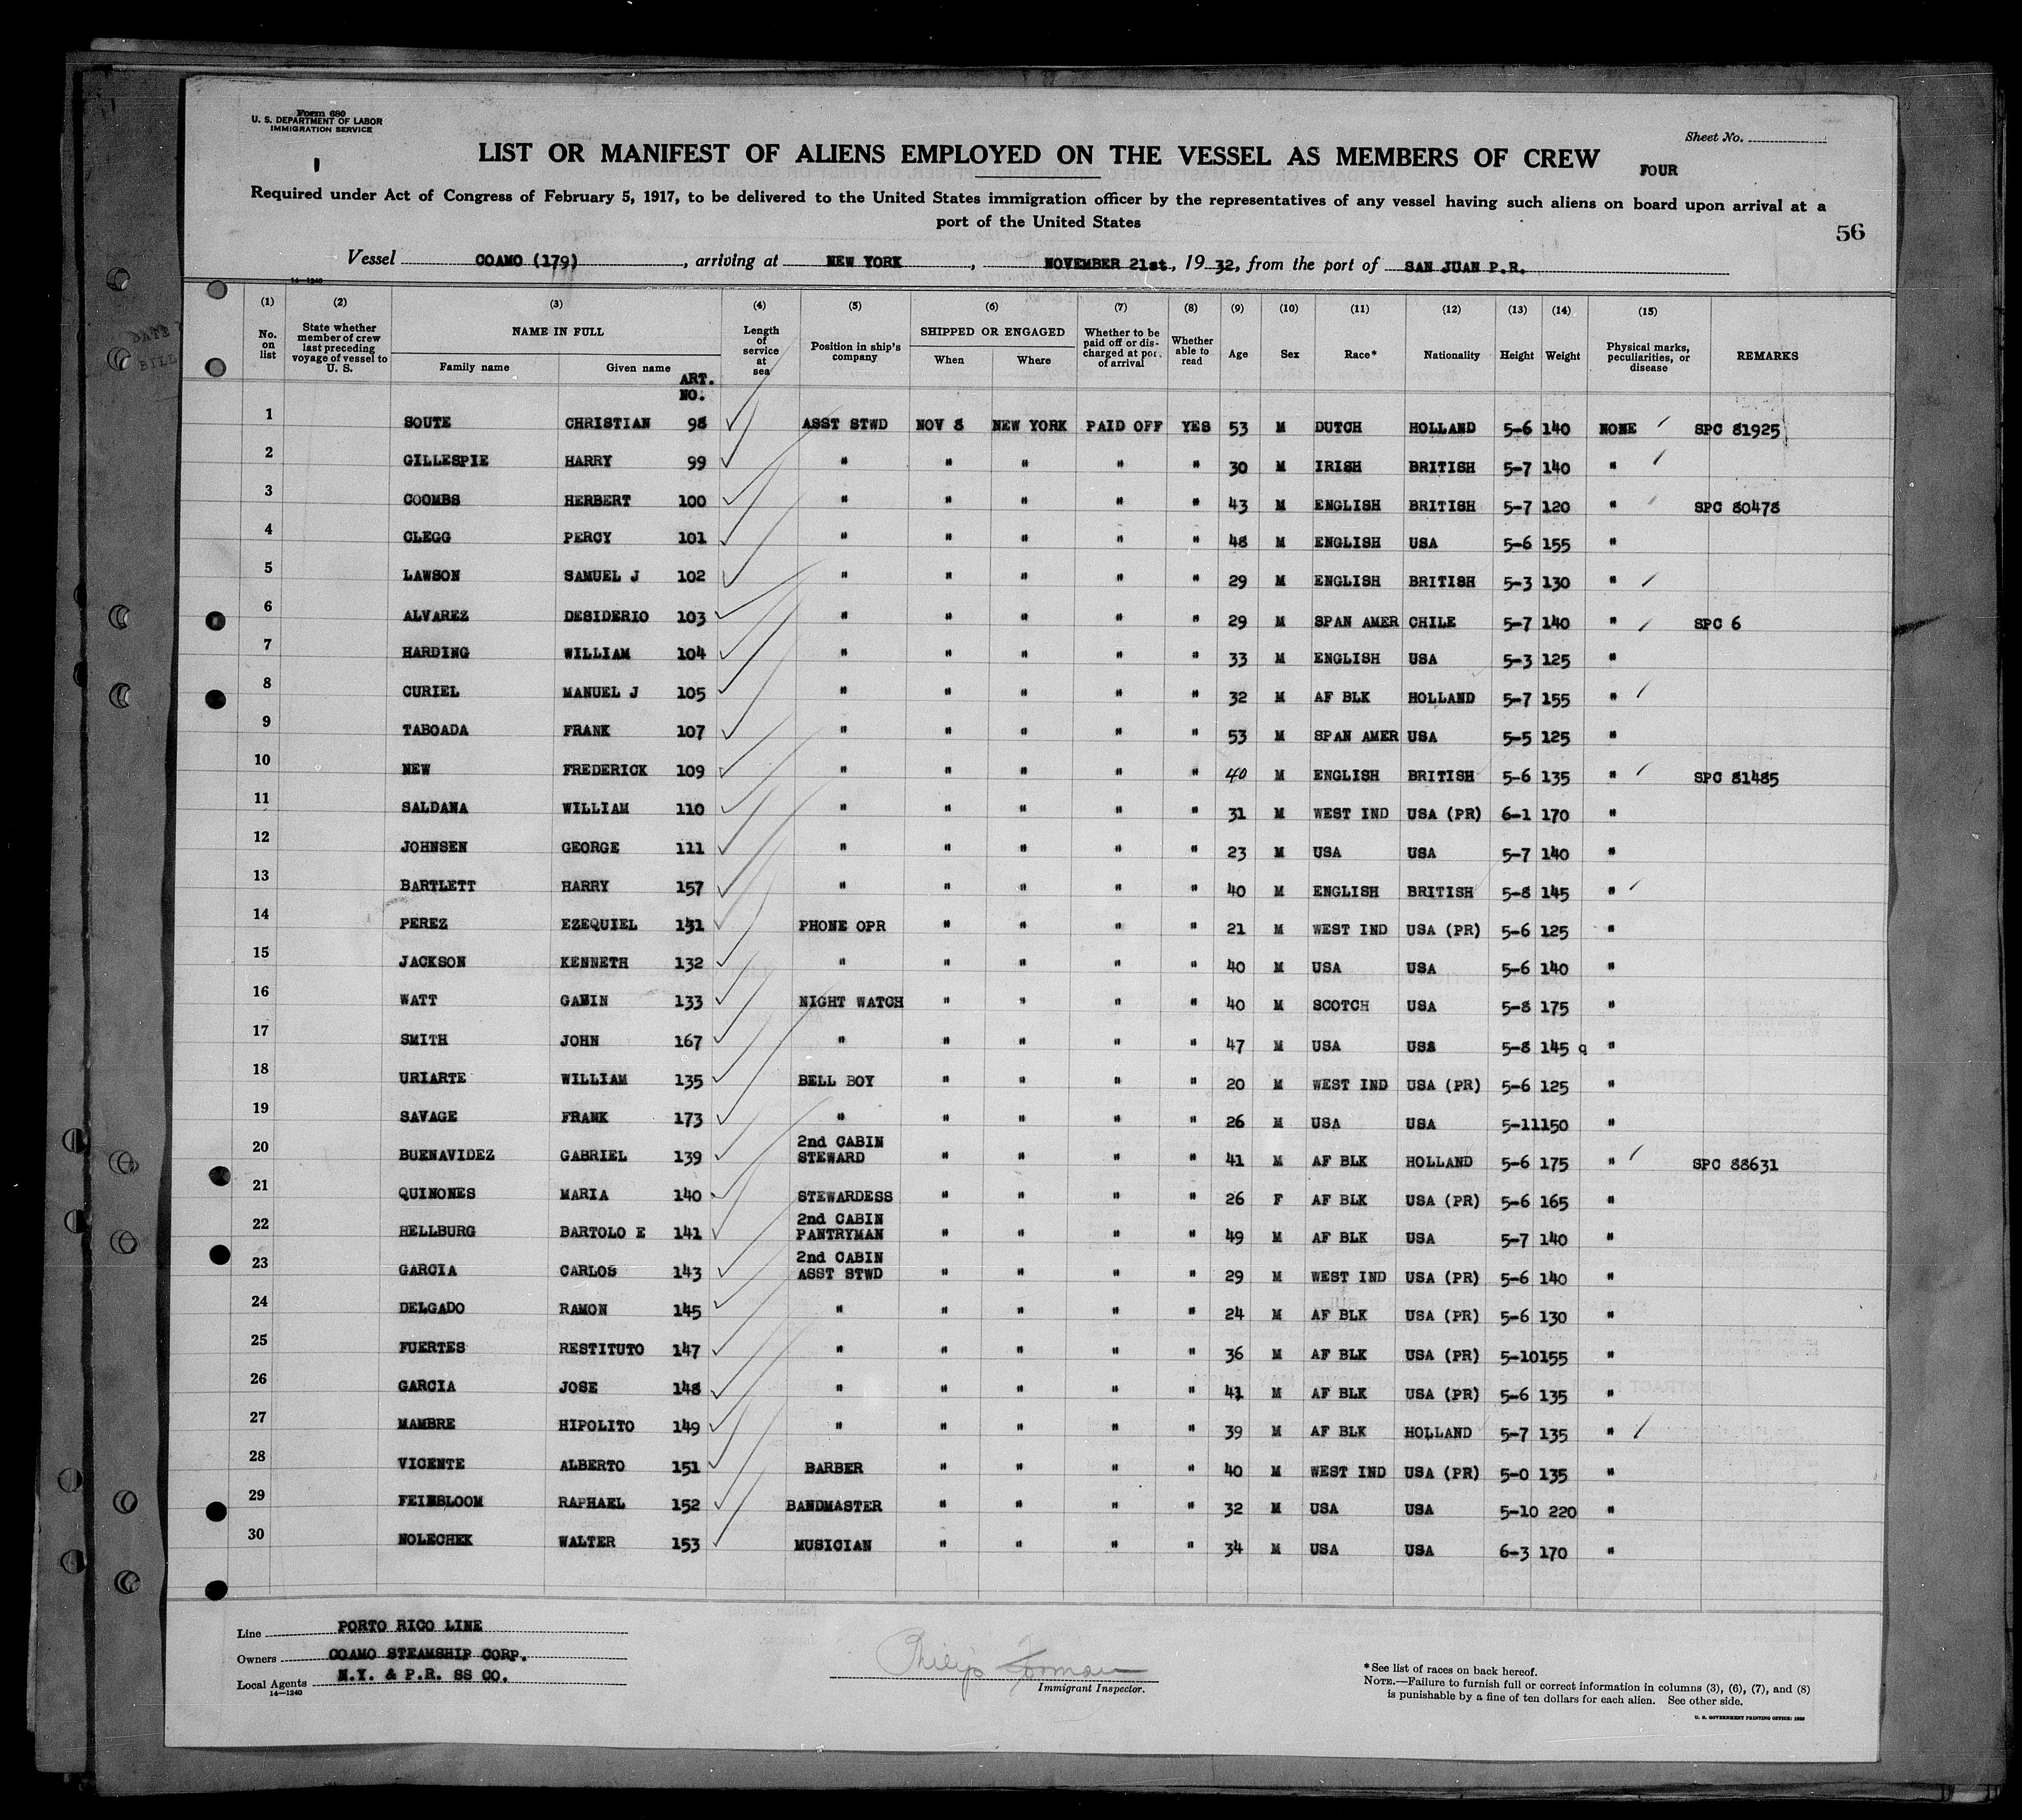 Form 680
U. S. DEPARTMENT OF LABOR
IMMIGRATION SERVICE
Sheet No.
LIST OR MANIFEST OF ALIENS EMPLOYED ON THE VESSEL AS MEMBERS OF CREW
FOUR
Required under Act of Congress of February 5, 1917, to be delivered to the United States immigration officer by the representatives of any vessel having such aliens on board upon arrival at a
port of the United States
56
Vessel COAMO (179), arriving at NEW YORK, NOVEMBER 21st, 1932, from the port of SAN JUAN P.R.
14—1240
(1) (2) (3) (4) (5) (6) (7) (8) (9) (10) (11) (12) (13) (14) (15)
No. on list State whether member of crew last preceding voyage of vessel to U. S. NAME IN FULL Family name Given name ART. NO. Length of service at sea Position in ship's company SHIPPED OR ENGAGED When Where Whether to be paid off or discharged at port of arrival Whether able to read Age Sex Race* Nationality Height Weight Physical marks, peculiarities, or disease REMARKS
1 SOUTE CHRISTIAN 98 ASST STWD NOV 8 NEW YORK PAID OFF YES 53 M DUTCH HOLLAND 5-6 140 NONE SPC 81925
2 GILLESPIE HARRY 99 " " " " " 30 M IRISH BRITISH 5-7 140 "
3 COOMBS HERBERT 100 " " " " " 43 M ENGLISH BRITISH 5-7 120 " SPC 80478
4 CLEGG PERCY 101 " " " " " 48 M ENGLISH USA 5-6 155 "
5 LAWSON SAMUEL J 102 " " " " " 29 M ENGLISH BRITISH 5-3 130 "
6 ALVAREZ DESIDERIO 103 " " " " " 29 M SPAN AMER CHILE 5-7 140 " SPC 6
7 HARDING WILLIAM 104 " " " " " 33 M ENGLISH USA 5-3 125 "
8 CURIEL MANUEL J 105 " " " " " 32 M AF BLK HOLLAND 5-7 155 "
9 TABOADA FRANK 107 " " " " " 53 M SPAN AMER USA 5-5 125 "
10 NEW FREDERICK 109 " " " " " 40 M ENGLISH BRITISH 5-6 135 " SPC 81485
11 SALDANA WILLIAM 110 " " " " " 31 M WEST IND USA (PR) 6-1 170 "
12 JOHNSEN GEORGE 111 " " " " " 23 M USA USA 5-7 140 "
13 BARTLETT HARRY 157 " " " " " 40 M ENGLISH BRITISH 5-8 145 "
14 PEREZ EZEQUIEL 131 PHONE OPR " " " " 21 M WEST IND USA (PR) 5-6 125 "
15 JACKSON KENNETH 132 " " " " " 40 M USA USA 5-6 140 "
16 WATT 133 NIGHT WATCH " " " " 40 M SCOTCH USA 5-8 175 "
17 SMITH JOHN 167 " " " " " 47 M USA USA 5-8 145 q "
18 URIARTE WILLIAM 135 BELL BOY " " " " 20 M WEST IND USA (PR) 5-6 125 "
19 SAVAGE FRANK 173 " " " " " 26 M USA USA 5-11 150 "
20 BUENAVIDEZ GABRIEL 139 2nd CABIN STEWARD " " " " 41 M AF BLK HOLLAND 5-6 175 " SPC 88631
21 QUINONES MARIA 140 STEWARDESS " " " " 26 F AF BLK USA (PR) 5-6 165 "
22 HELLBURG BARTOLO E 141 2nd CABIN PANTRYMAN " " " " 49 M AF BLK USA 5-7 140 "
23 GARCIA CARLOS 143 2nd CABIN ASST STWD " " " " 29 M WEST IND USA (PR) 5-6 140 "
24 DELGADO RAMON 145 " " " " " 24 M AF BLK USA (PR) 5-6 130 "
25 FUERTES RESTITUTO 147 " " " " " 36 M AF BLK USA (PR) 5-10 155 "
26 GARCIA JOSE 148 " " " " " 41 M AF BLK USA (PR) 5-6 135 "
27 MAMBRE HIPOLITO 149 " " " " " 39 M AF BLK HOLLAND 5-7 135 "
28 VICENTE ALBERTO 151 BARBER " " " " 40 M WEST IND USA (PR) 5-0 135 "
29 FEINBLOOM RAPHAEL 152 BANDMASTER " " " " 32 M USA USA 5-10 220 "
30 NOLECHEK WALTER 153 MUSICIAN " " " " 34 M USA USA 6-3 170 "
Line PORTO RICO LINE
Owners COAMO STEAMSHIP CORP.
Local Agents N.Y. & P.R. SS CO.
14—1240
Philip Forman
Immigrant Inspector.
*See list of races on back hereof.
NOTE.—Failure to furnish full or correct information in columns (3), (6), (7), and (8)
is punishable by a fine of ten dollars for each alien. See other side.